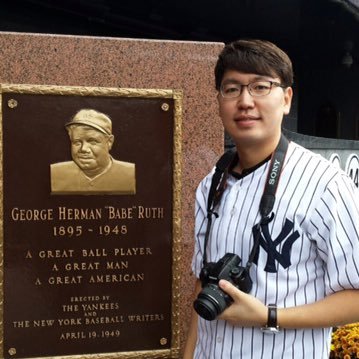 GEORGE HERMAN "BABE" RUTH
1895 - 1948
A GREAT BALL PLAYER
A GREAT MAN
A GREAT AMERICAN
ERECTED BY
THE YANKEES
AND
THE NEW YORK BASEBALL WRITERS
APRIL 19, 1949
SONY
NY